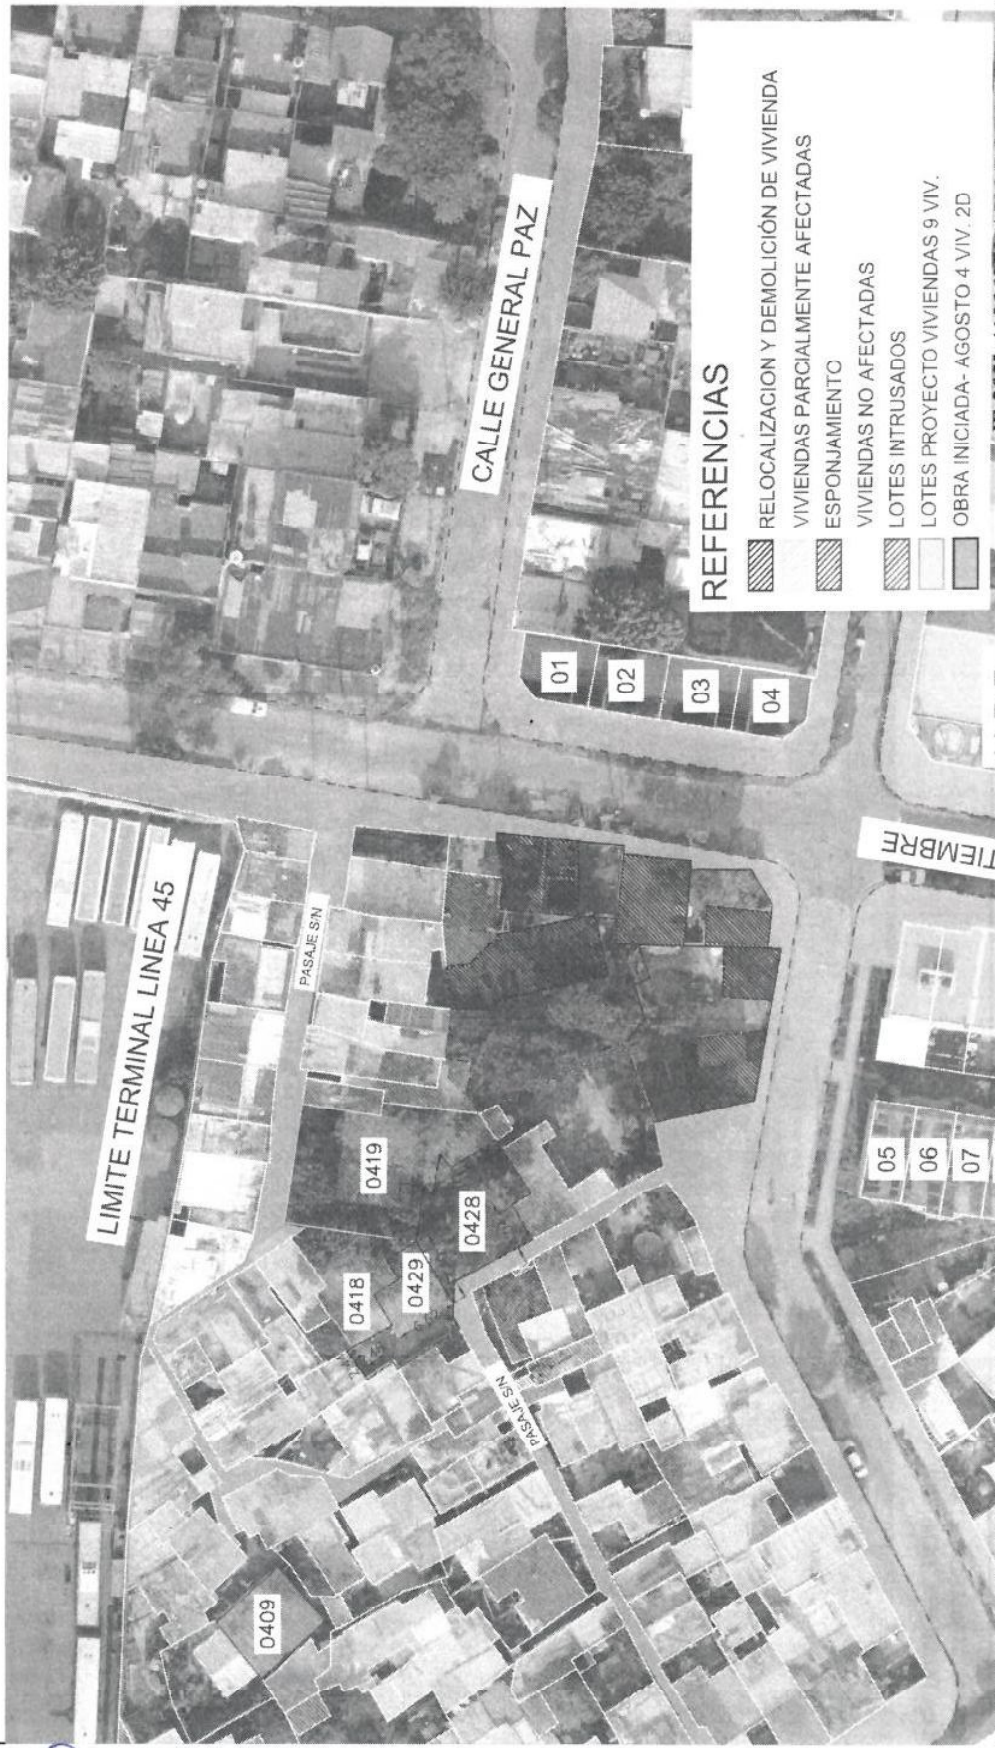 LIMITE TERMINAL LINEA 45
PASAJE S/N
CALLE GENERAL PAZ
0419
0418
0429
0428
0409
PASAJE S/N
01
02
03
04
05
06
07
TIEMBRE
REFERENCIAS
RELOCALIZACION Y DEMOLICIÓN DE VIVIENDA
VIVIENDAS PARCIALMENTE AFECTADAS
ESPONJAMIENTO
VIVIENDAS NO AFECTADAS
LOTES INTRUSADOS
LOTES PROYECTO VIVIENDAS 9 VIV.
OBRA INICIADA- AGOSTO 4 VIV. 2D